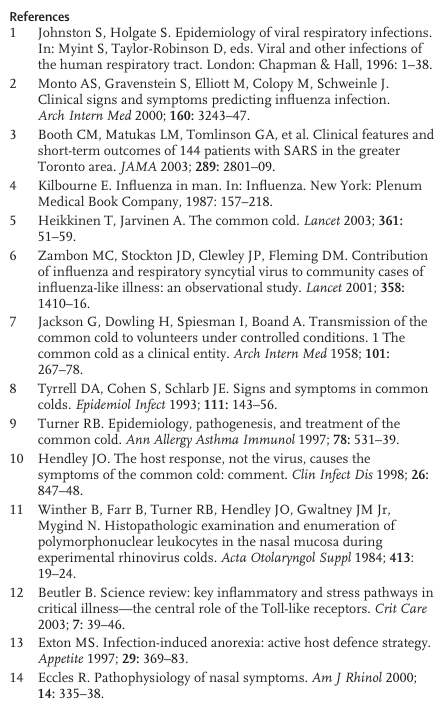 References
1 Johnston S, Holgate S. Epidemiology of viral respiratory infections.
In: Myint S, Taylor-Robinson D, eds. Viral and other infections of
the human respiratory tract. London: Chapman & Hall, 1996: 1–38.
2 Monto AS, Gravenstein S, Elliott M, Colopy M, Schweinle J.
Clinical signs and symptoms predicting influenza infection.
Arch Intern Med 2000; 160: 3243–47.
3 Booth CM, Matukas LM, Tomlinson GA, et al. Clinical features and
short-term outcomes of 144 patients with SARS in the greater
Toronto area. JAMA 2003; 289: 2801–09.
4 Kilbourne E. Influenza in man. In: Influenza. New York: Plenum
Medical Book Company, 1987: 157–218.
5 Heikkinen T, Jarvinen A. The common cold. Lancet 2003; 361:
51–59.
6 Zambon MC, Stockton JD, Clewley JP, Fleming DM. Contribution
of influenza and respiratory syncytial virus to community cases of
influenza-like illness: an observational study. Lancet 2001; 358:
1410–16.
7 Jackson G, Dowling H, Spiesman I, Boand A. Transmission of the
common cold to volunteers under controlled conditions. 1 The
common cold as a clinical entity. Arch Intern Med 1958; 101:
267–78.
8 Tyrrell DA, Cohen S, Schlarb JE. Signs and symptoms in common
colds. Epidemiol Infect 1993; 111: 143–56.
9 Turner RB. Epidemiology, pathogenesis, and treatment of the
common cold. Ann Allergy Asthma Immunol 1997; 78: 531–39.
10 Hendley JO. The host response, not the virus, causes the
symptoms of the common cold: comment. Clin Infect Dis 1998; 26:
847–48.
11 Winther B, Farr B, Turner RB, Hendley JO, Gwaltney JM Jr,
Mygind N. Histopathologic examination and enumeration of
polymorphonuclear leukocytes in the nasal mucosa during
experimental rhinovirus colds. Acta Otolaryngol Suppl 1984; 413:
19–24.
12 Beutler B. Science review: key inflammatory and stress pathways in
critical illness—the central role of the Toll-like receptors. Crit Care
2003; 7: 39–46.
13 Exton MS. Infection-induced anorexia: active host defence strategy.
Appetite 1997; 29: 369–83.
14 Eccles R. Pathophysiology of nasal symptoms. Am J Rhinol 2000;
14: 335–38.